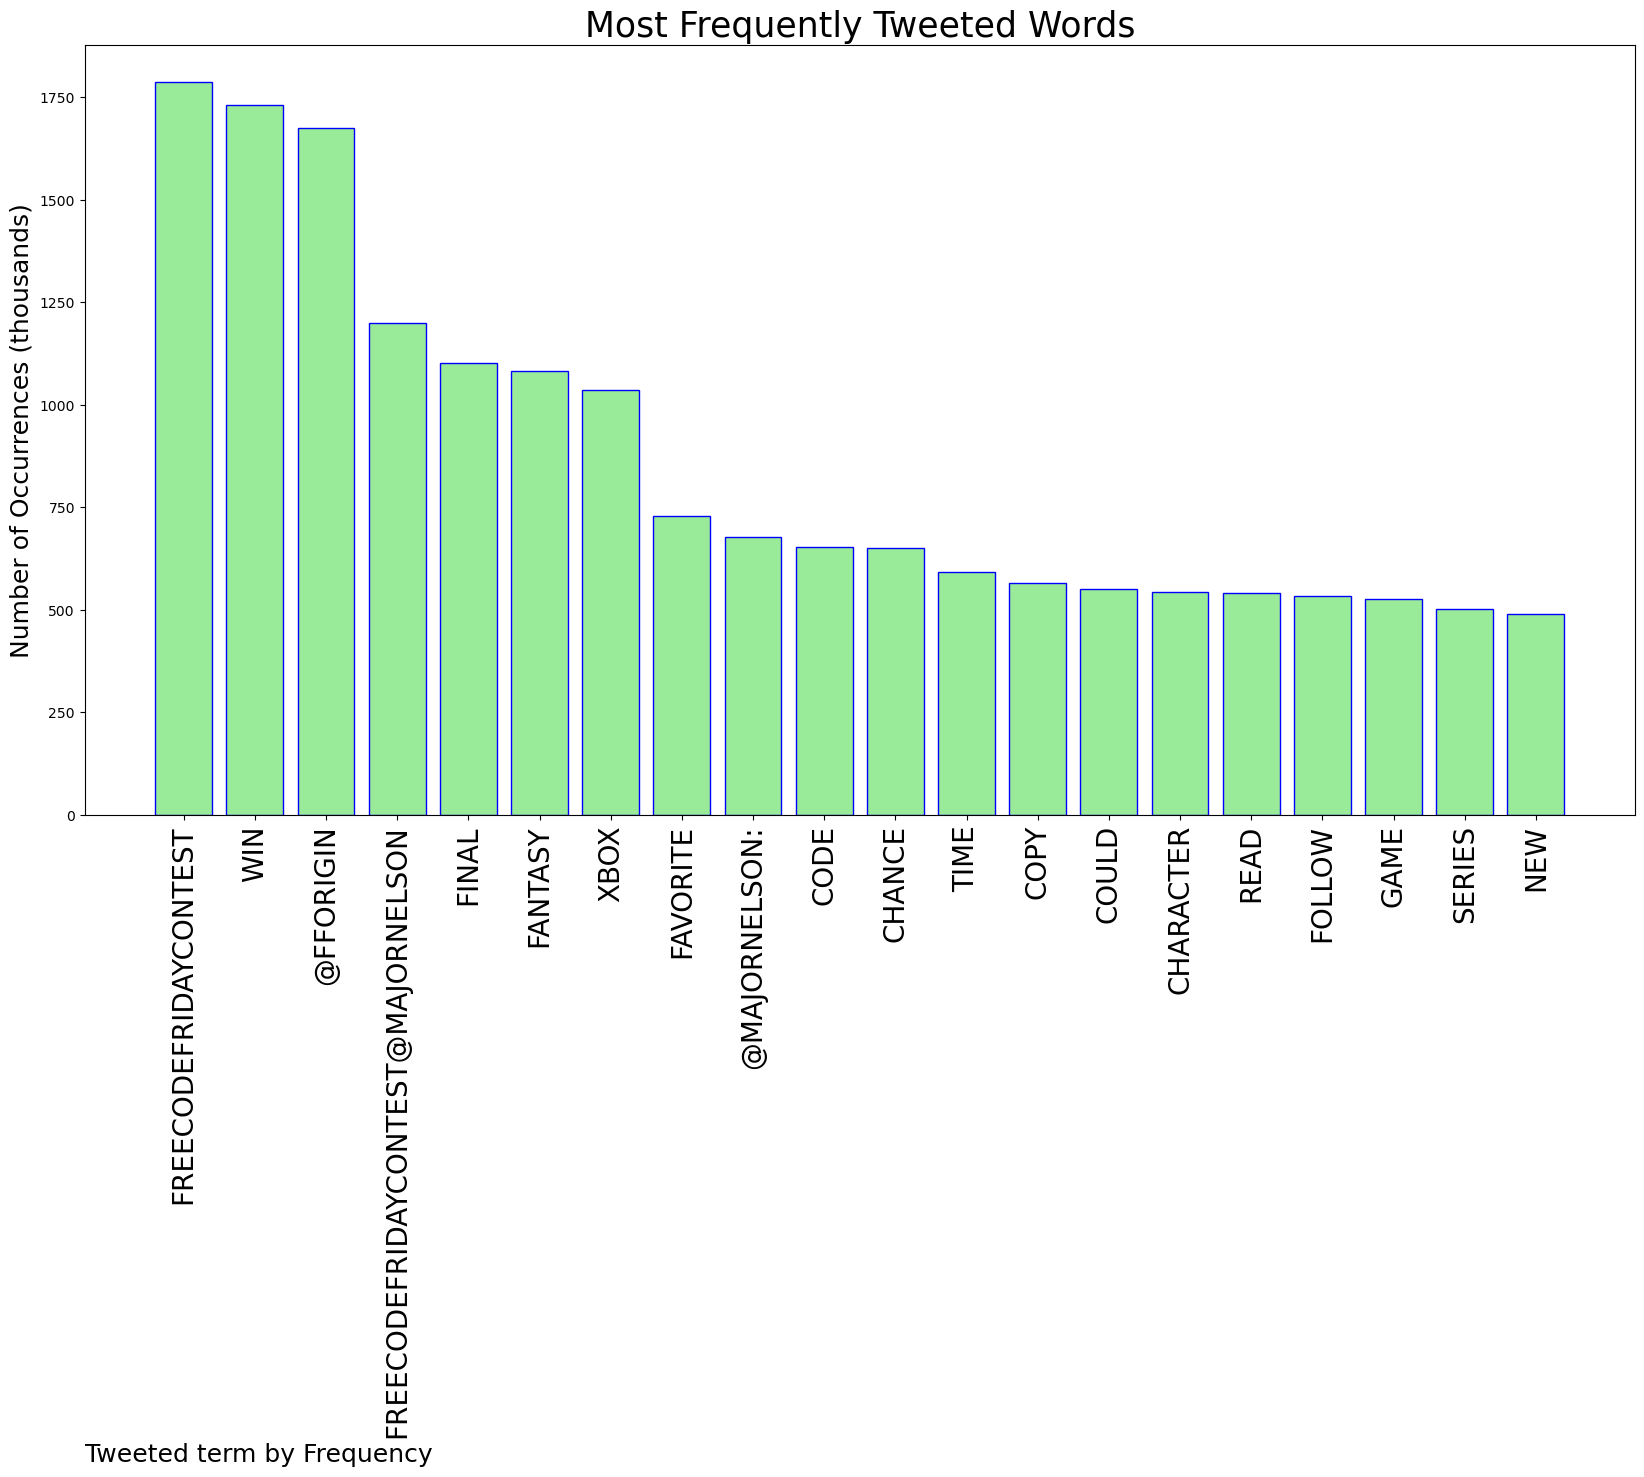 Most Frequently Tweeted Words
Number of Occurrences (thousands)
1750
1500
1250
1000
750
500
250
0
FREECODEFRIDAYCONTEST
WIN
@FFORIGIN
FREECODEFRIDAYCONTEST@MAJORNELSON
FINAL
FANTASY
XBOX
FAVORITE
@MAJORNELSON:
CODE
CHANCE
TIME
COPY
COULD
CHARACTER
READ
FOLLOW
GAME
SERIES
NEW
Tweeted term by Frequency